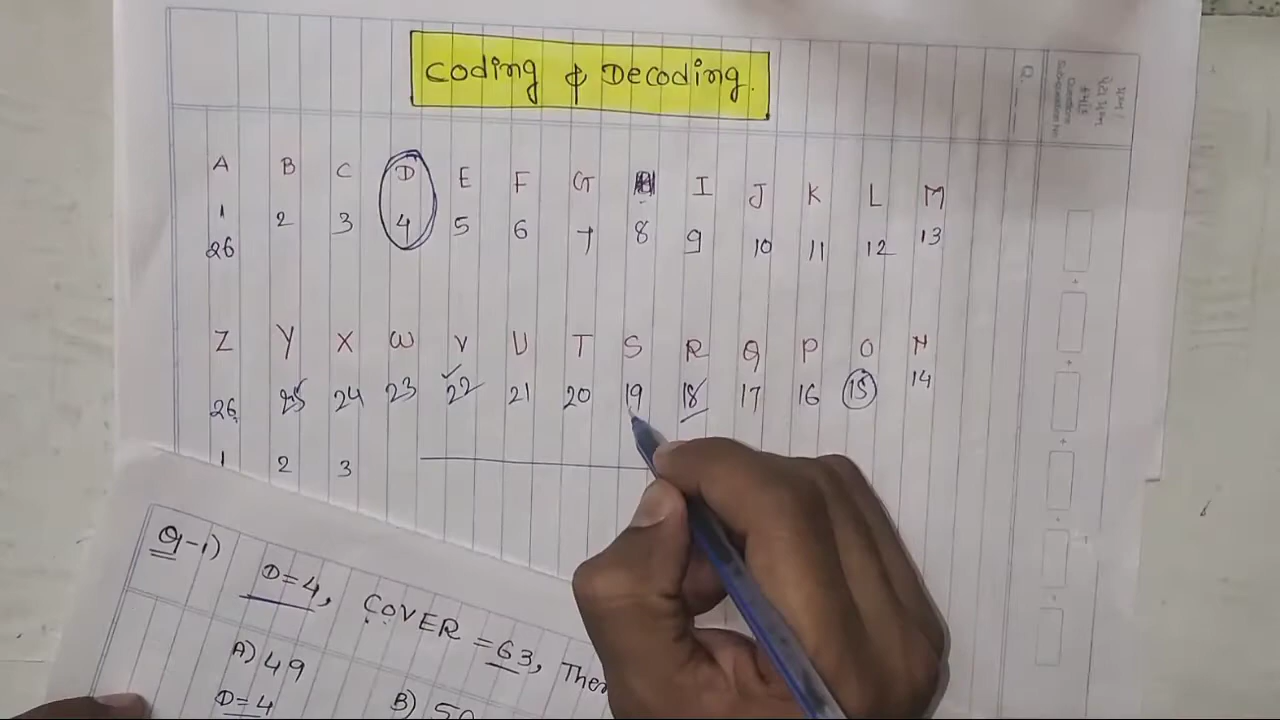 Coding & Decoding.
A B C D E F G H I J K L M
1 2 3 4 5 6 7 8 9 10 11 12 13
26
Z Y X W V U T S R Q P O N
26 25 24 23 22 21 20 19 18 17 16 15 14
1 2 3
Q-1)
D=4, COVER = 63, Then
A) 49
D=4
B) 50
Q.